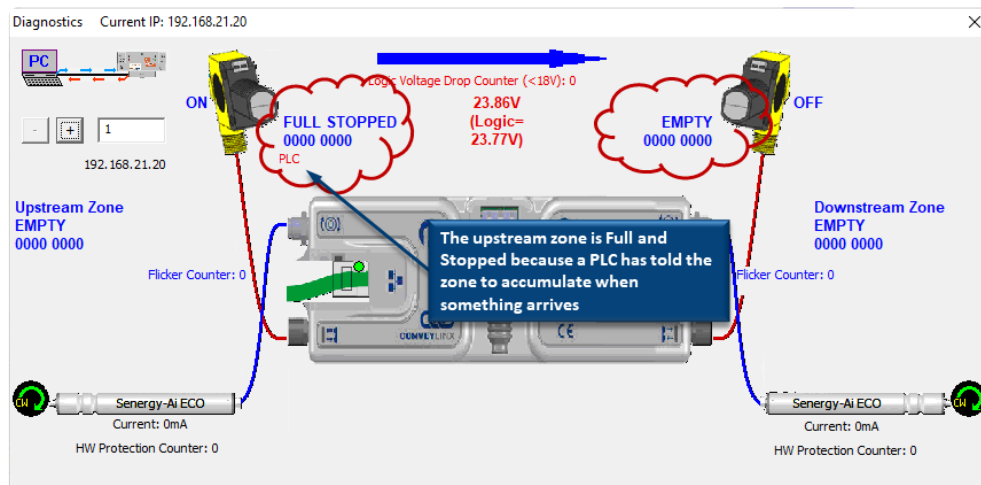 Diagnostics Current IP: 192.168.21.20
PC
Logic Voltage Drop Counter (<18V): 0
ON
OFF
23.86V
(Logic=
23.77V)
FULL STOPPED
0000 0000
PLC
EMPTY
0000 0000
- + 1
192.168.21.20
Upstream Zone
EMPTY
0000 0000
Downstream Zone
EMPTY
0000 0000
The upstream zone is Full and
Stopped because a PLC has told the
zone to accumulate when
something arrives
Flicker Counter: 0
Flicker Counter: 0
CONVEYLINX
CE
CW
Senergy-Ai ECO
Current: 0mA
HW Protection Counter: 0
Senergy-Ai ECO
CW
Current: 0mA
HW Protection Counter: 0